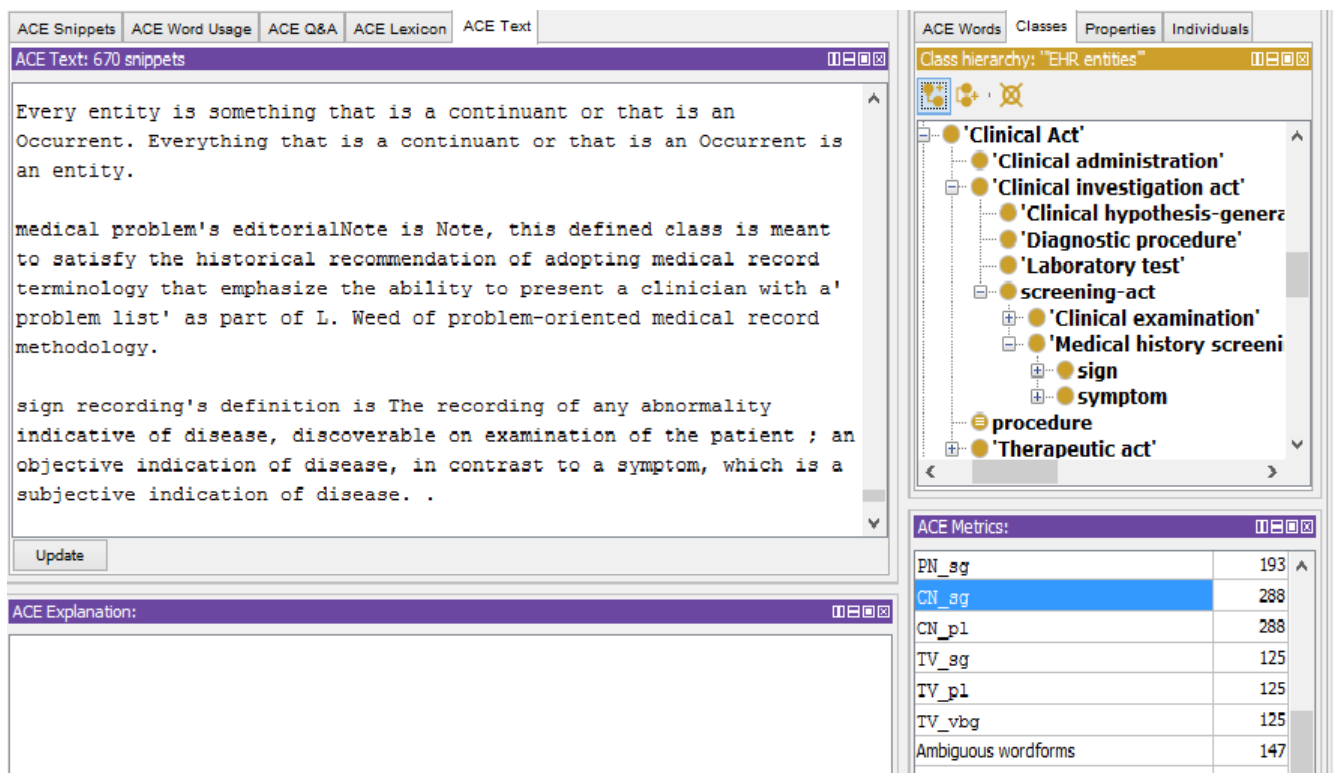 ACE Snippets ACE Word Usage ACE Q&A ACE Lexicon ACE Text
ACE Text: 670 snippets
Every entity is something that is a continuant or that is an
Occurrent. Everything that is a continuant or that is an Occurrent is
an entity.
medical problem's editorialNote is Note, this defined class is meant
to satisfy the historical recommendation of adopting medical record
terminology that emphasize the ability to present a clinician with a'
problem list' as part of L. Weed of problem-oriented medical record
methodology.
sign recording's definition is The recording of any abnormality
indicative of disease, discoverable on examination of the patient ; an
objective indication of disease, in contrast to a symptom, which is a
subjective indication of disease. .
Update
ACE Explanation:
ACE Words Classes Properties Individuals
Class hierarchy: '"EHR entities"'
'Clinical Act'
'Clinical administration'
'Clinical investigation act'
'Clinical hypothesis-genera
'Diagnostic procedure'
'Laboratory test'
screening-act
'Clinical examination'
'Medical history screeni
sign
symptom
procedure
'Therapeutic act'
ACE Metrics:
PN_sg 193
CN_sg 288
CN_pl 288
TV_sg 125
TV_pl 125
TV_vbg 125
Ambiguous wordforms 147